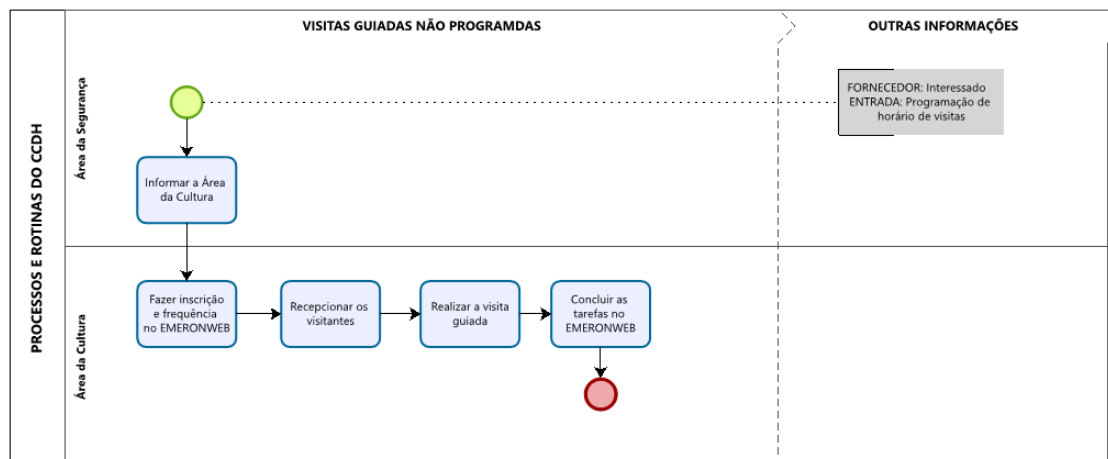 VISITAS GUIADAS NÃO PROGRAMDAS
OUTRAS INFORMAÇÕES
PROCESSOS E ROTINAS DO CCDH
Área da Segurança
FORNECEDOR: Interessado
ENTRADA: Programação de
horário de visitas
Informar a Área
da Cultura
Área da Cultura
Fazer inscrição
e frequência
no EMERONWEB
Recepcionar os
visitantes
Realizar a visita
guiada
Concluir as
tarefas no
EMERONWEB